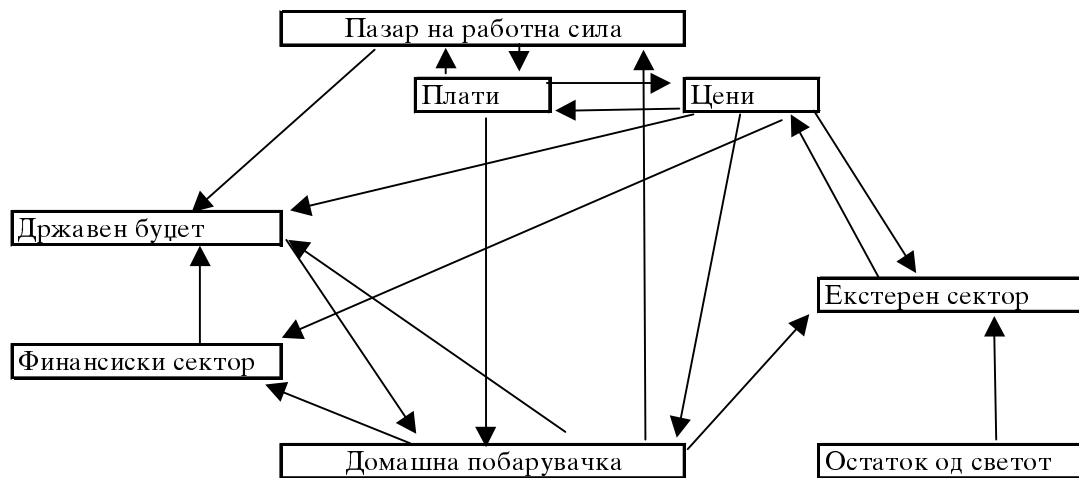 Пазар на работна сила
Плати
Цени
Државен буџет
Екстерен сектор
Финансиски сектор
Домашна побарувачка
Остаток од светот